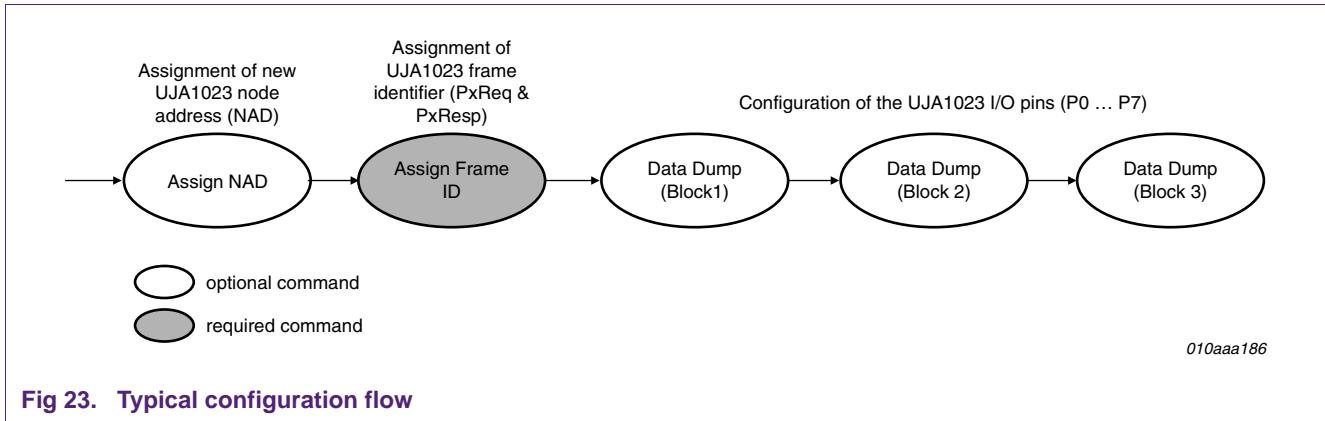 Assignment of new
UJA1023 node
address (NAD)
Assignment of
UJA1023 frame
identifier (PxReq &
PxResp)
Configuration of the UJA1023 I/O pins (P0 … P7)
Assign NAD
Assign Frame
ID
Data Dump
(Block1)
Data Dump
(Block 2)
Data Dump
(Block 3)
optional command
required command
010aaa186
Fig 23. Typical configuration flow